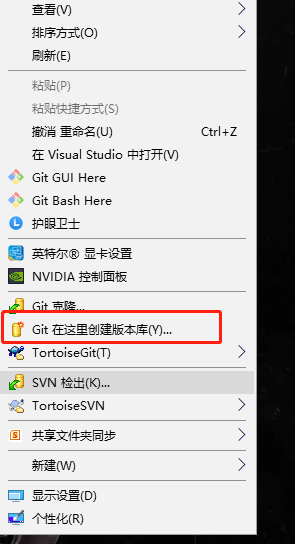 查看(V)
排序方式(O)
刷新(E)
粘贴(P)
粘贴快捷方式(S)
撤消 重命名(U) Ctrl+Z
在 Visual Studio 中打开(V)
Git GUI Here
Git Bash Here
护眼卫士
英特尔® 显卡设置
NVIDIA 控制面板
Git 克隆...
Git 在这里创建版本库(Y)...
TortoiseGit(T)
SVN 检出(K)...
TortoiseSVN
共享文件夹同步
新建(W)
显示设置(D)
个性化(R)